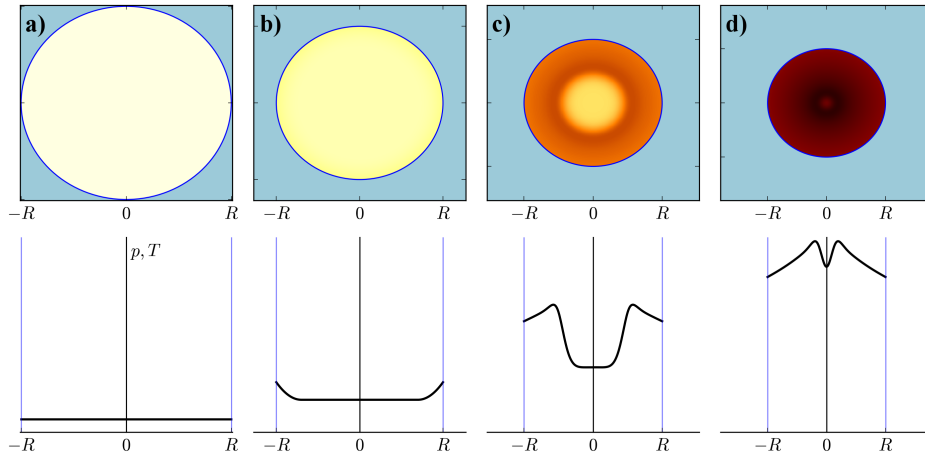 a) b) c) d)
−R 0 R −R 0 R −R 0 R −R 0 R
p, T
−R 0 R −R 0 R −R 0 R −R 0 R